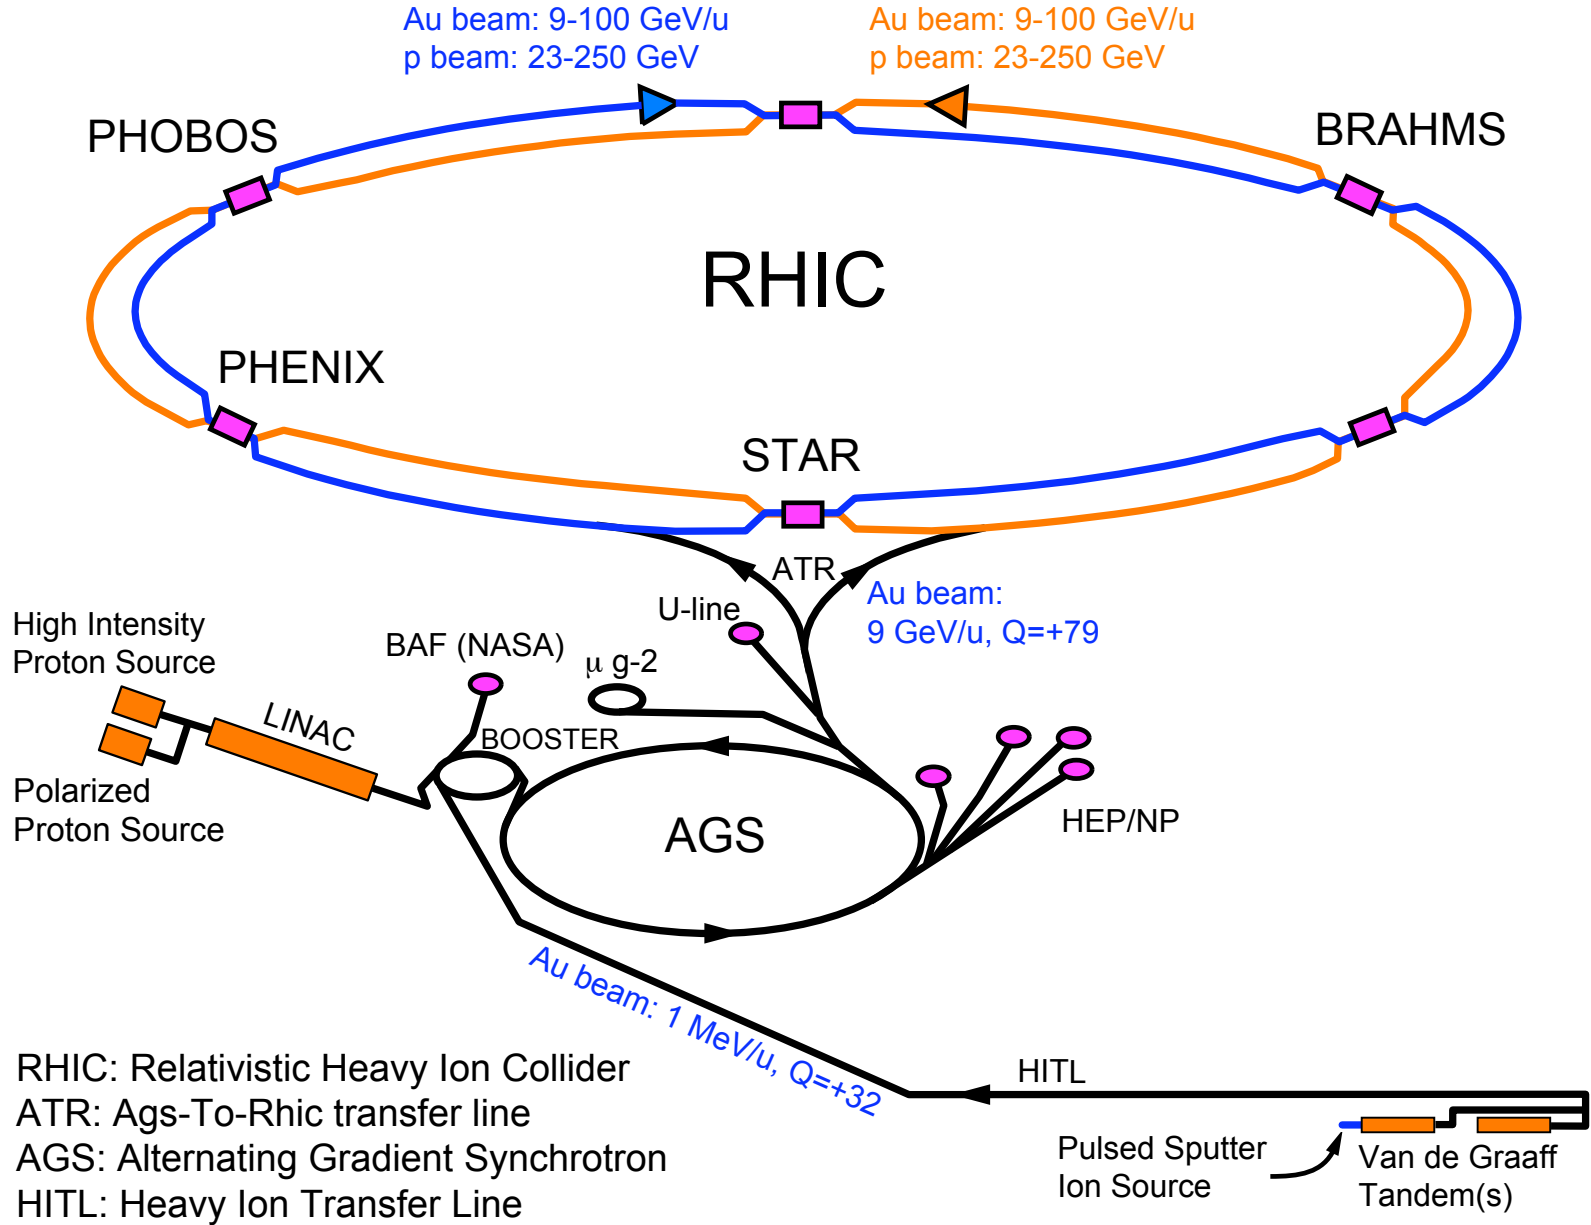 Au beam: 9-100 GeV/u
p beam: 23-250 GeV
Au beam: 9-100 GeV/u
p beam: 23-250 GeV
PHOBOS
BRAHMS
RHIC
PHENIX
STAR
ATR
Au beam:
9 GeV/u, Q=+79
U-line
High Intensity
Proton Source
BAF (NASA)
μ g-2
LINAC
BOOSTER
Polarized
Proton Source
AGS
HEP/NP
Au beam: 1 MeV/u, Q=+32
HITL
RHIC: Relativistic Heavy Ion Collider
ATR: Ags-To-Rhic transfer line
AGS: Alternating Gradient Synchrotron
HITL: Heavy Ion Transfer Line
Pulsed Sputter
Ion Source
Van de Graaff
Tandem(s)